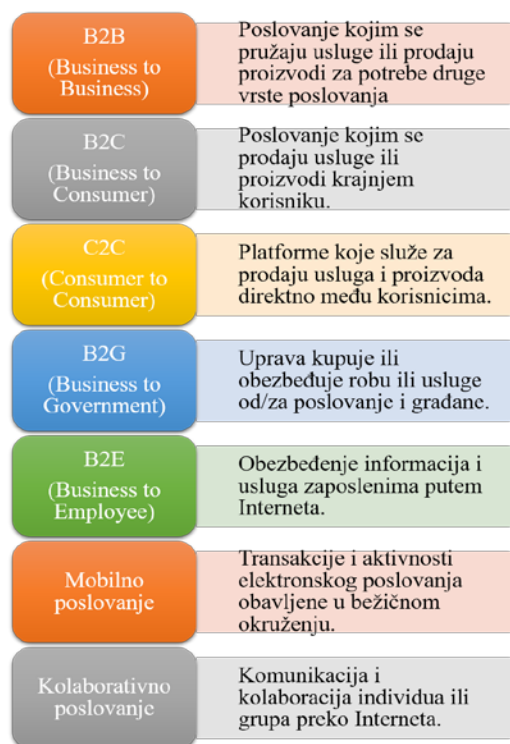 B2B
(Business to
Business)
Poslovanje kojim se
pružaju usluge ili prodaju
proizvodi za potrebe druge
vrste poslovanja
B2C
(Business to
Consumer)
Poslovanje kojim se
prodaju usluge ili
proizvodi krajnjem
korisniku.
C2C
(Consumer to
Consumer)
Platforme koje služe za
prodaju usluga i proizvoda
direktno među korisnicima.
B2G
(Business to
Government)
Uprava kupuje ili
obezbeđuje robu ili usluge
od/za poslovanje i građane.
B2E
(Business to
Employee)
Obezbeđenje informacija i
usluga zaposlenima putem
Interneta.
Mobilno
poslovanje
Transakcije i aktivnosti
elektronskog poslovanja
obavljene u bežičnom
okruženju.
Kolaborativno
poslovanje
Komunikacija i
kolaboracija individua ili
grupa preko Interneta.